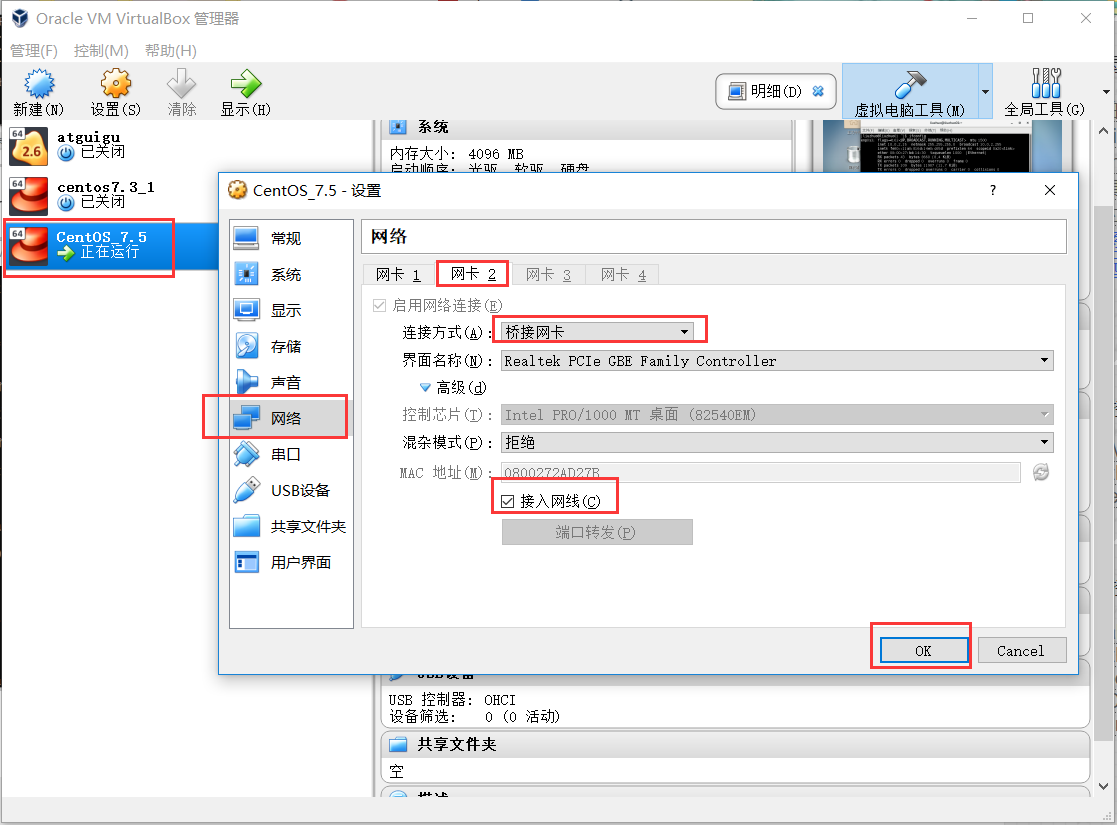 Oracle VM VirtualBox 管理器
管理(F) 控制(M) 帮助(H)
新建(N) 设置(S) 清除 显示(H) 明细(D) 虚拟电脑工具(M) 全局工具(G)
64 2.6 atguigu
已关闭
64 centos7.3_1
已关闭
64 CentOS_7.5
正在运行
系统
内存大小: 4096 MB
启动顺序: 光驱, 软驱, 硬盘
CentOS_7.5 - 设置 ?
常规
系统
显示
存储
声音
网络
串口
USB设备
共享文件夹
用户界面
网络
网卡 1 网卡 2 网卡 3 网卡 4
启用网络连接(E)
连接方式(A): 桥接网卡
界面名称(N): Realtek PCIe GBE Family Controller
高级(d)
控制芯片(T): Intel PRO/1000 MT 桌面 (82540EM)
混杂模式(P): 拒绝
MAC 地址(M): 0800272AD27B
接入网线(C)
端口转发(P)
OK Cancel
USB设备
USB 控制器: OHCI
设备筛选: 0 (0 活动)
共享文件夹
空
描述